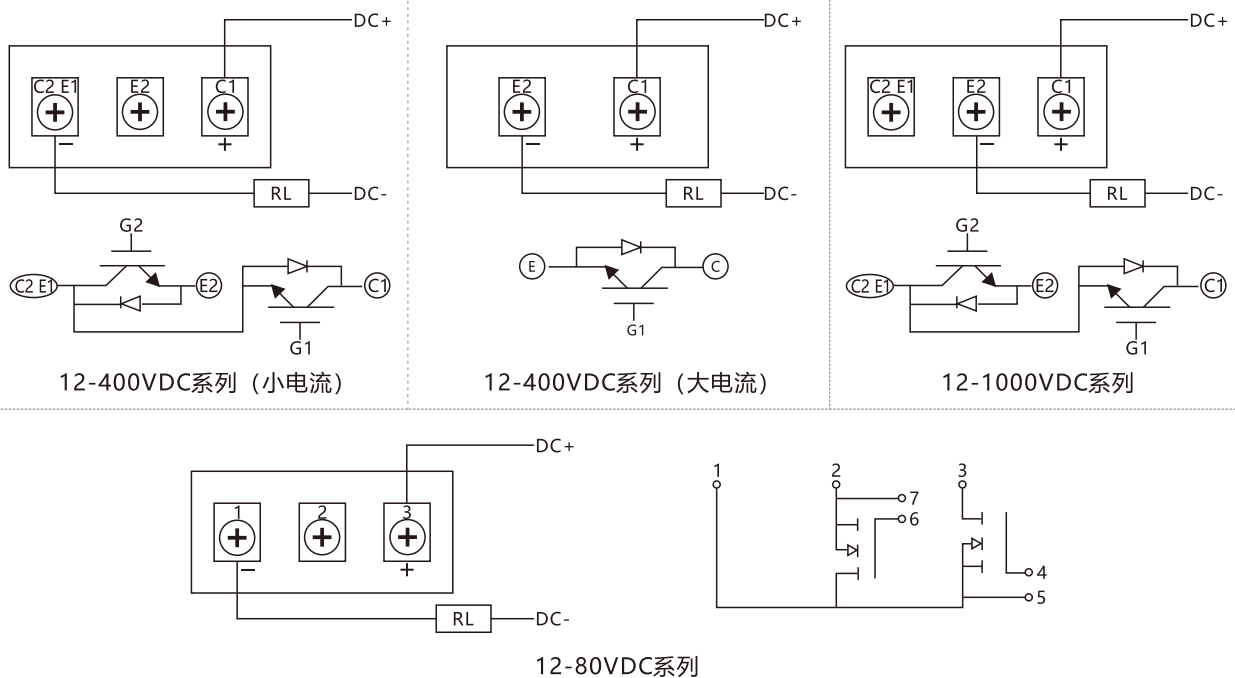 DC+
C2 E1 E2 C1
− +
RL DC-
G2
C2 E1 E2 C1
G1
12-400VDC系列（小电流）
DC+
E2 C1
− +
RL DC-
E C
G1
12-400VDC系列（大电流）
DC+
C2 E1 E2 C1
− +
RL DC-
G2
C2 E1 E2 C1
G1
12-1000VDC系列
DC+
1 2 3
− +
RL DC-
1 2 3
7
6
4
5
12-80VDC系列